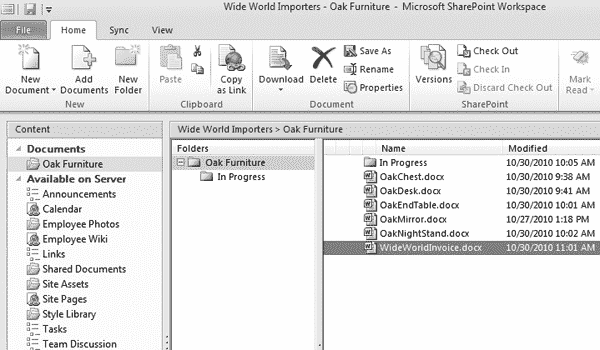 Wide World Importers - Oak Furniture - Microsoft SharePoint Workspace
File Home Sync View
New Document Add Documents New Folder
Paste Copy as Link
Download Delete Save As Rename Properties
Versions Check Out Check In Discard Check Out
Mark Read
New Clipboard Document SharePoint
Content
Documents
Oak Furniture
Available on Server
Announcements
Calendar
Employee Photos
Employee Wiki
Links
Shared Documents
Site Assets
Site Pages
Style Library
Tasks
Team Discussion
Wide World Importers > Oak Furniture
Folders
Oak Furniture
In Progress
Name Modified
In Progress 10/30/2010 10:05 AM
OakChest.docx 10/30/2010 9:38 AM
OakDesk.docx 10/30/2010 9:41 AM
OakEndTable.docx 10/30/2010 10:01 AM
OakMirror.docx 10/27/2010 1:18 PM
OakNightStand.docx 10/30/2010 10:02 AM
WideWorldInvoice.docx 10/30/2010 11:01 AM